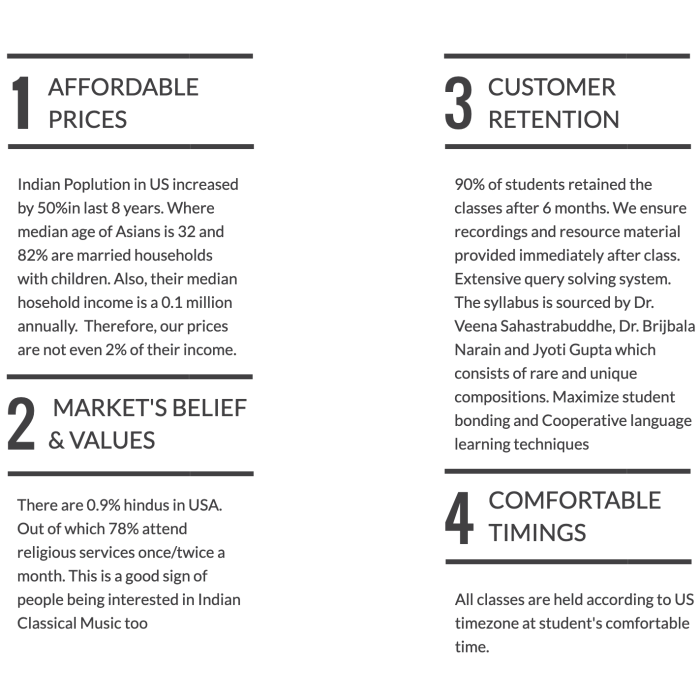 1 AFFORDABLE
PRICES
Indian Poplution in US increased
by 50%in last 8 years. Where
median age of Asians is 32 and
82% are married households
with children. Also, their median
hosehold income is a 0.1 million
annually. Therefore, our prices
are not even 2% of their income.
2 MARKET'S BELIEF
& VALUES
There are 0.9% hindus in USA.
Out of which 78% attend
religious services once/twice a
month. This is a good sign of
people being interested in Indian
Classical Music too
3 CUSTOMER
RETENTION
90% of students retained the
classes after 6 months. We ensure
recordings and resource material
provided immediately after class.
Extensive query solving system.
The syllabus is sourced by Dr.
Veena Sahastrabuddhe, Dr. Brijbala
Narain and Jyoti Gupta which
consists of rare and unique
compositions. Maximize student
bonding and Cooperative language
learning techniques
4 COMFORTABLE
TIMINGS
All classes are held according to US
timezone at student's comfortable
time.